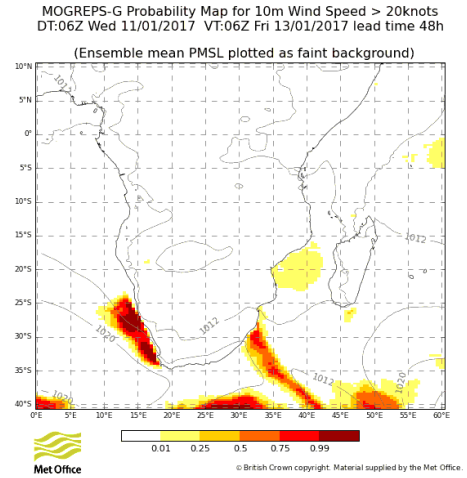 MOGREPS-G Probability Map for 10m Wind Speed > 20knots
DT:06Z Wed 11/01/2017 VT:06Z Fri 13/01/2017 lead time 48h
(Ensemble mean PMSL plotted as faint background)
10°N
5°N
0°
5°S
10°S
15°S
20°S
25°S
30°S
35°S
40°S
1012
1020
1012
1020
1012
1020
0°E 5°E 10°E 15°E 20°E 25°E 30°E 35°E 40°E 45°E 50°E 55°E 60°E
0.01 0.25 0.5 0.75 0.99
Met Office
© British Crown copyright. Material supplied by the Met Office.